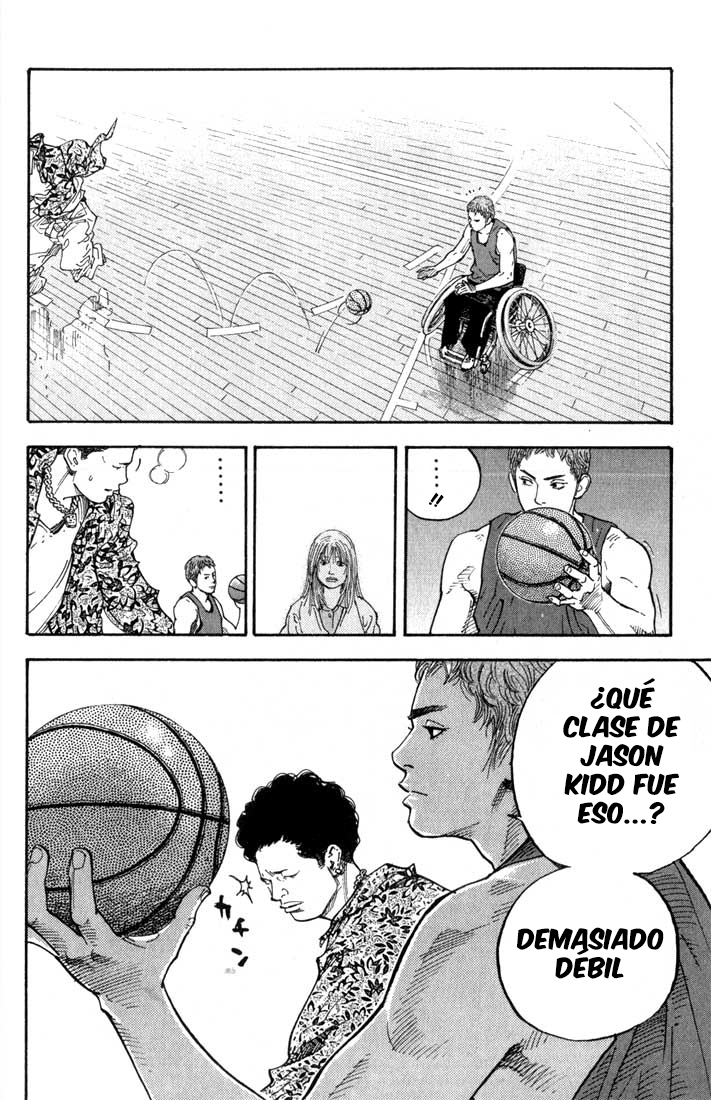 ¿QUÉ
CLASE DE
JASON
KIDD FUE
ESO...?
DEMASIADO
DÉBIL